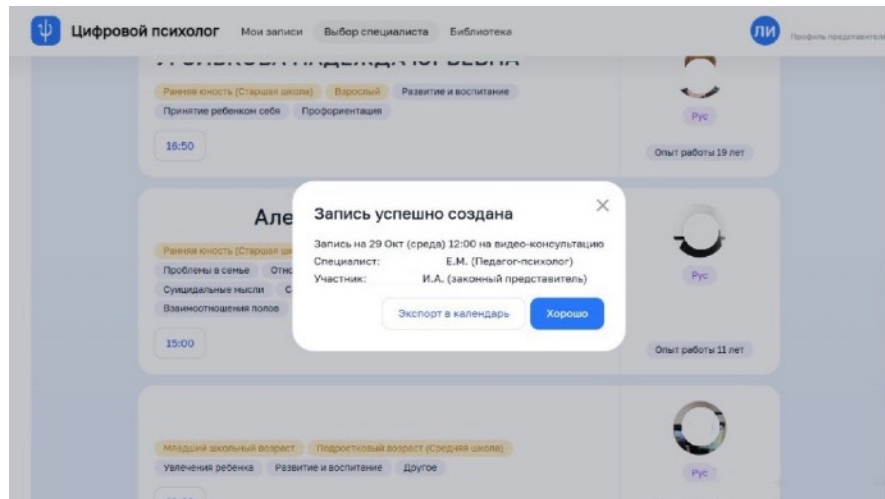 Цифровой психолог Мои записи Выбор специалиста Библиотека ЛИ Профиль представителя
Ранняя юность (Старшая школа) Взрослый Развитие и воспитание
Принятие ребенком себя Профориентация
Рус
16:50
Опыт работы 19 лет
Запись успешно создана
Але
Запись на 29 Окт (среда) 12:00 на видео-консультацию
Ранняя юность (Старшая
Специалист: Е.М. (Педагог-психолог)
Проблемы в семье
Участник: И.А. (законный представитель)
Рус
Суицидальные мысли
Взаимоотношения полов
Экспорт в календарь Хорошо
15:00
Опыт работы 11 лет
Младший школьный возраст Подростковый возраст (Средняя школа)
Увлечения ребенка Развитие и воспитание Другое
Рус